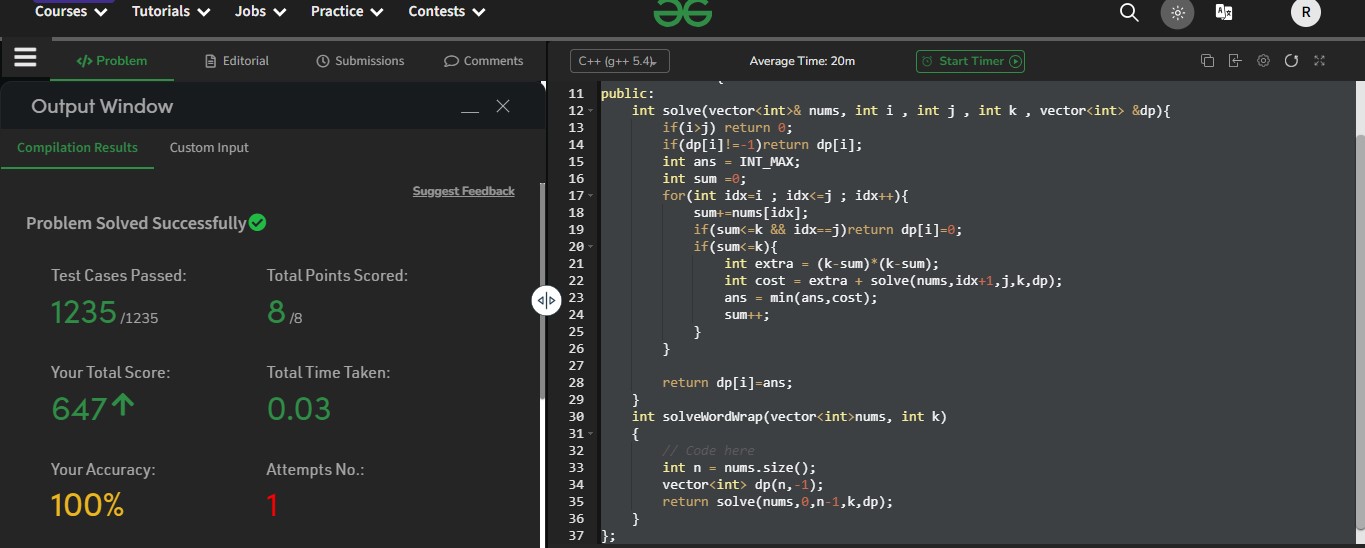 Courses Tutorials Jobs Practice Contests
R
Problem Editorial Submissions Comments
C++ (g++ 5.4) Average Time: 20m Start Timer
Output Window
Compilation Results Custom Input
Suggest Feedback
Problem Solved Successfully
Test Cases Passed: Total Points Scored:
1235 /1235 8 /8
Your Total Score: Total Time Taken:
647 0.03
Your Accuracy: Attempts No.:
100% 1
11 public:
12 int solve(vector<int>& nums, int i , int j , int k , vector<int> &dp){
13 if(i>j) return 0;
14 if(dp[i]!=-1)return dp[i];
15 int ans = INT_MAX;
16 int sum =0;
17 for(int idx=i ; idx<=j ; idx++){
18 sum+=nums[idx];
19 if(sum<=k && idx==j)return dp[i]=0;
20 if(sum<=k){
21 int extra = (k-sum)*(k-sum);
22 int cost = extra + solve(nums,idx+1,j,k,dp);
23 ans = min(ans,cost);
24 sum++;
25 }
26 }
27
28 return dp[i]=ans;
29 }
30 int solveWordWrap(vector<int>nums, int k)
31 {
32 // Code here
33 int n = nums.size();
34 vector<int> dp(n,-1);
35 return solve(nums,0,n-1,k,dp);
36 }
37 };